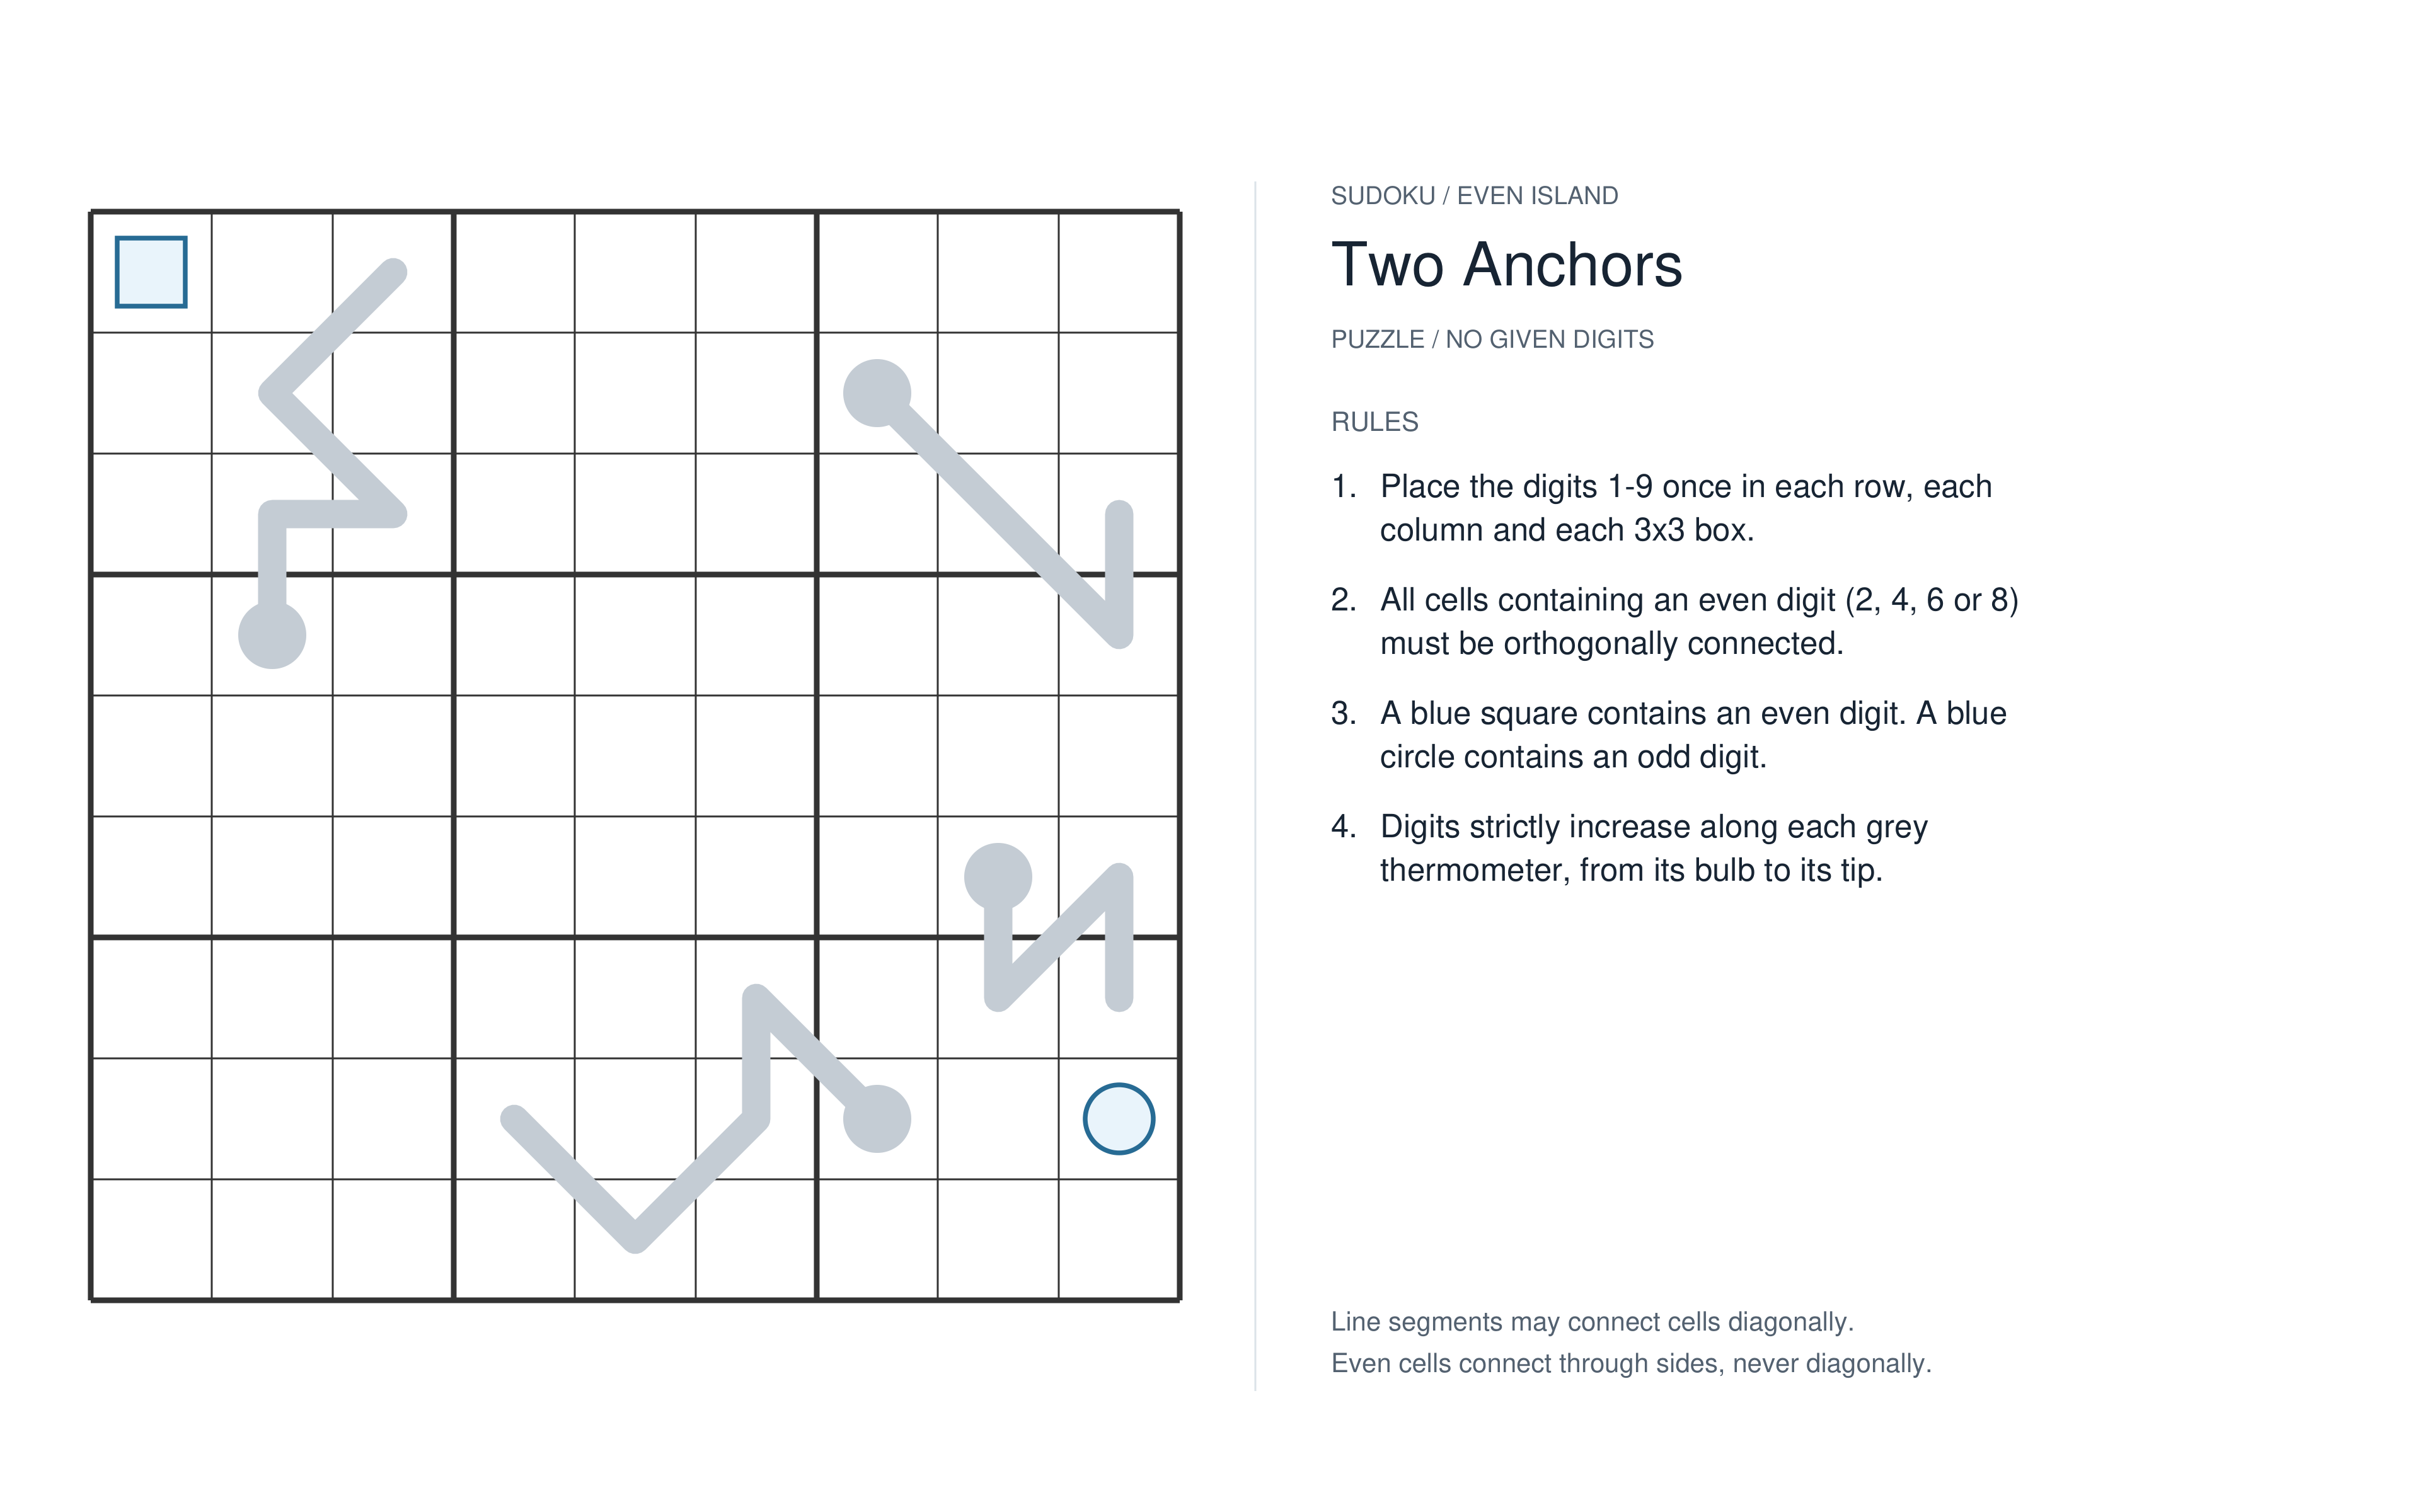 SUDOKU / EVEN ISLAND
Two Anchors
PUZZLE / NO GIVEN DIGITS
RULES
1. Place the digits 1-9 once in each row, each
column and each 3x3 box.
2. All cells containing an even digit (2, 4, 6 or 8)
must be orthogonally connected.
3. A blue square contains an even digit. A blue
circle contains an odd digit.
4. Digits strictly increase along each grey
thermometer, from its bulb to its tip.
Line segments may connect cells diagonally.
Even cells connect through sides, never diagonally.